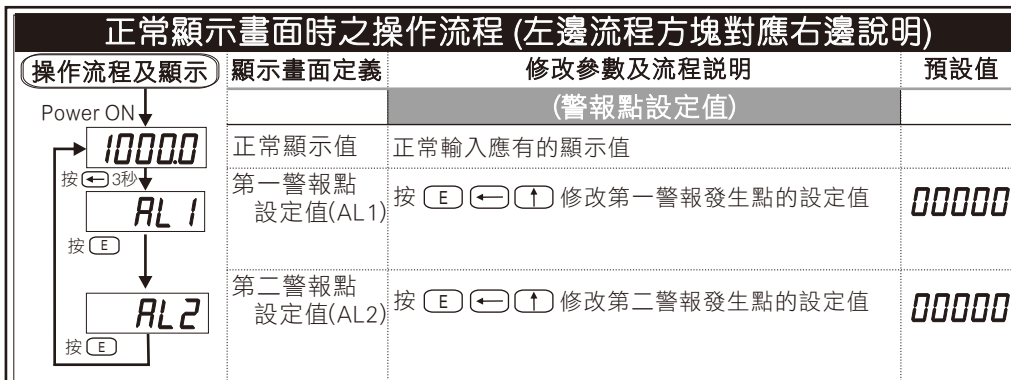 正常顯示畫面時之操作流程 (左邊流程方塊對應右邊說明)
操作流程及顯示 顯示畫面定義 修改參數及流程説明 預設值
Power ON
(警報點設定值)
1000.0 正常顯示值 正常輸入應有的顯示值
按 ← 3秒
AL 1 第一警報點
設定值(AL1) 按 E ← ↑ 修改第一警報發生點的設定值 00000
按 E
AL2 第二警報點
設定值(AL2) 按 E ← ↑ 修改第二警報發生點的設定值 00000
按 E